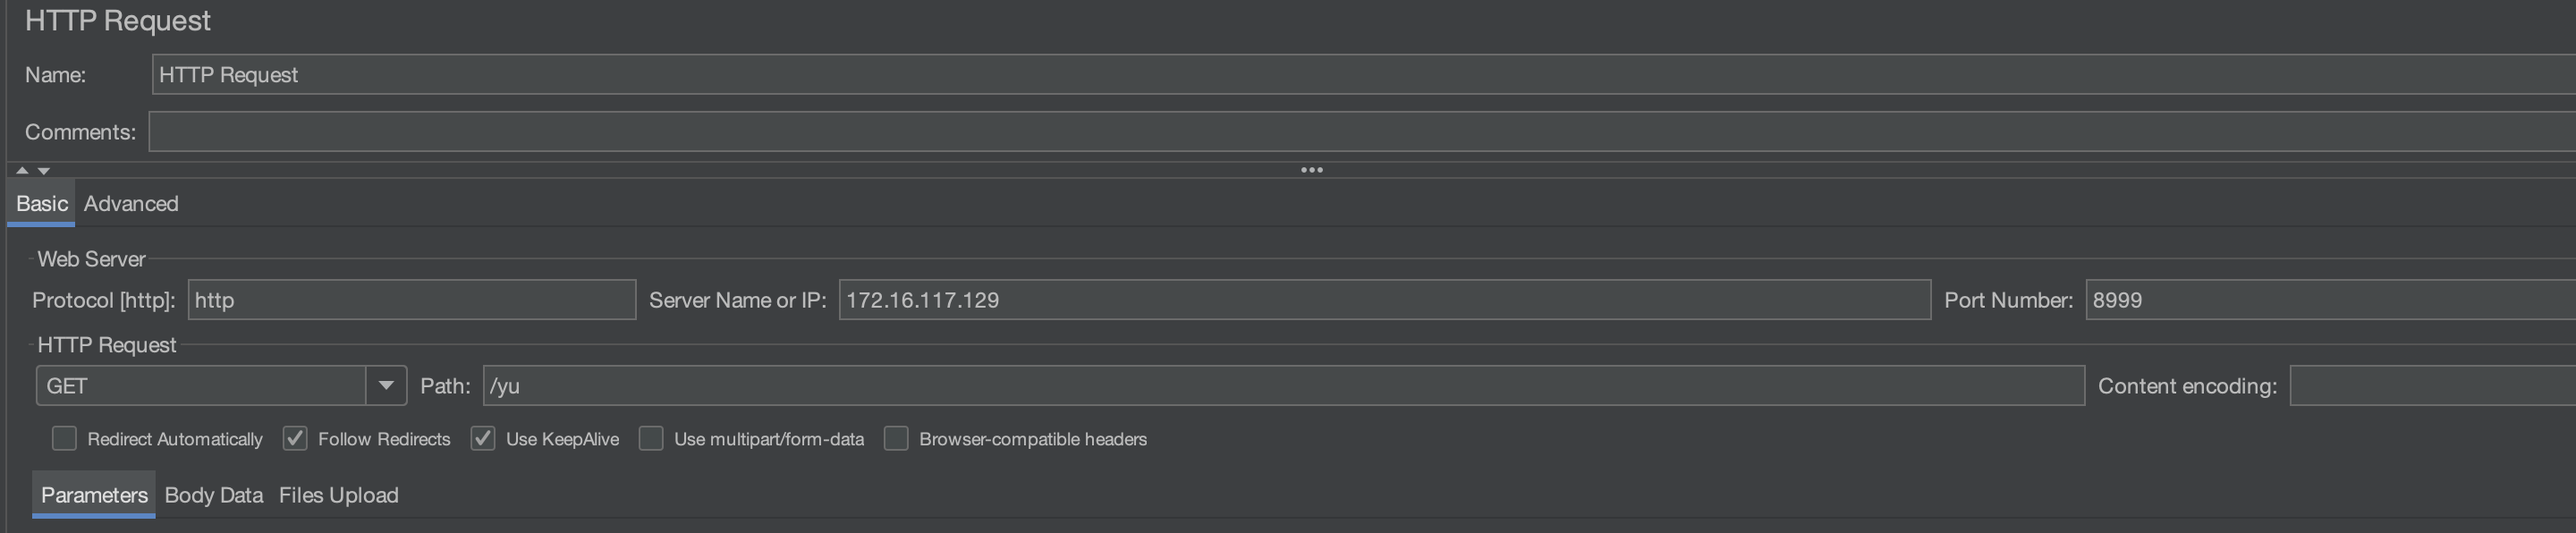 HTTP Request
Name: HTTP Request
Comments:
Basic Advanced
Web Server
Protocol [http]: http Server Name or IP: 172.16.117.129 Port Number: 8999
HTTP Request
GET Path: /yu Content encoding:
Redirect Automatically Follow Redirects Use KeepAlive Use multipart/form-data Browser-compatible headers
Parameters Body Data Files Upload